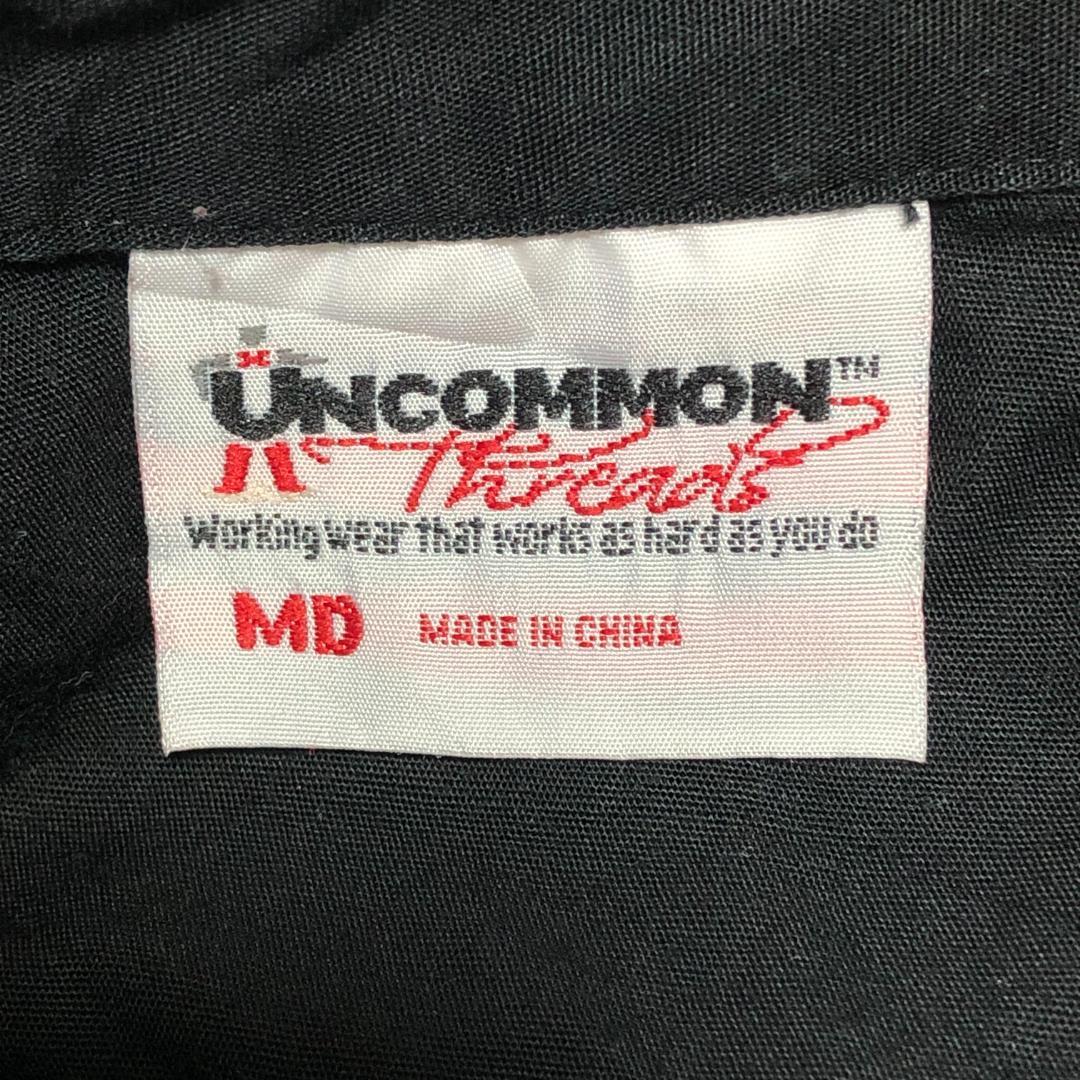 UNCOMMON™
Threads
Working wear that works as hard as you do
MD MADE IN CHINA